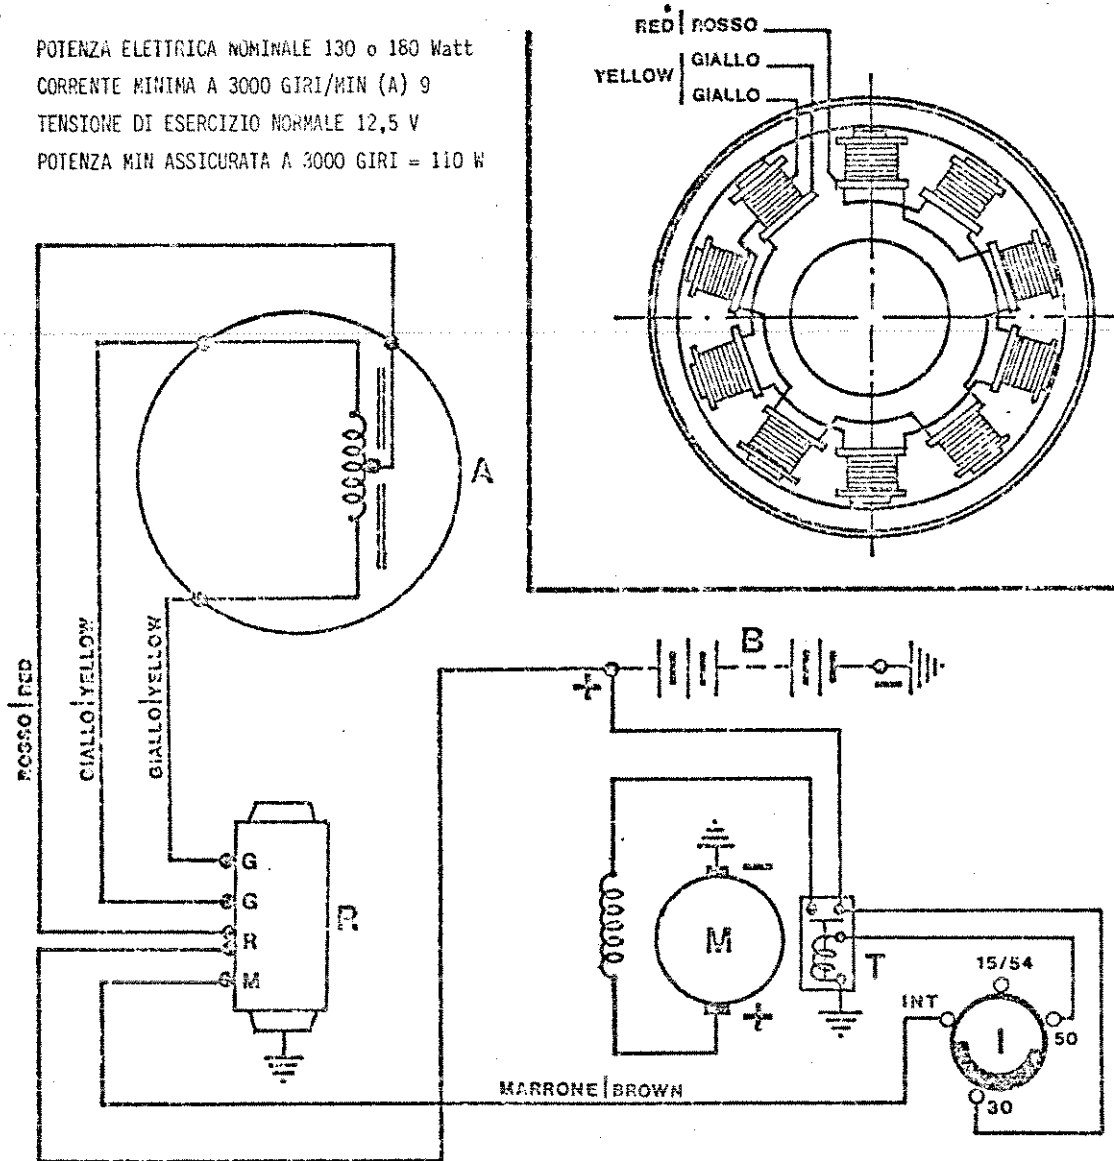 POTENZA ELETTRICA NOMINALE 130 o 180 Watt
CORRENTE MINIMA A 3000 GIRI/MIN (A) 9
TENSIONE DI ESERCIZIO NORMALE 12,5 V
POTENZA MIN ASSICURATA A 3000 GIRI = 110 W
RED | ROSSO
YELLOW | GIALLO
GIALLO
A
ROSSO | RED
GIALLO | YELLOW
GIALLO | YELLOW
B
+
-
G
G
R
M
R
-
M
+
T
15/54
INT
50
I
30
MARRONE | BROWN